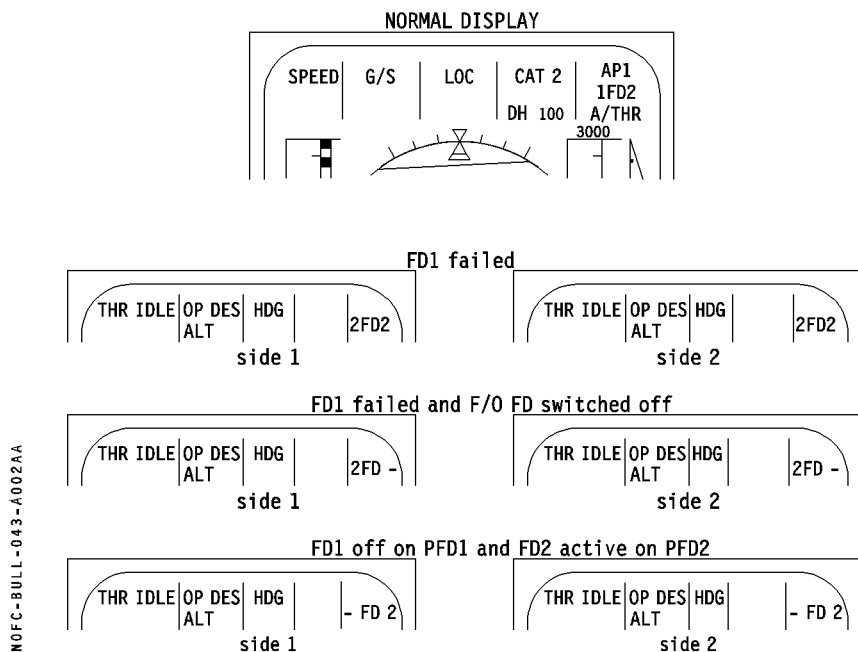 NORMAL DISPLAY
SPEED G/S LOC CAT 2 AP1
1FD2
DH 100 A/THR
3000
FD1 failed
THR IDLE OP DES HDG
ALT 2FD2
side 1
THR IDLE OP DES HDG
ALT 2FD2
side 2
FD1 failed and F/O FD switched off
THR IDLE OP DES HDG
ALT 2FD -
side 1
THR IDLE OP DES HDG
ALT 2FD -
side 2
FD1 off on PFD1 and FD2 active on PFD2
THR IDLE OP DES HDG
ALT - FD 2
side 1
THR IDLE OP DES HDG
ALT - FD 2
side 2
NOFC-BULL-043-A002AA